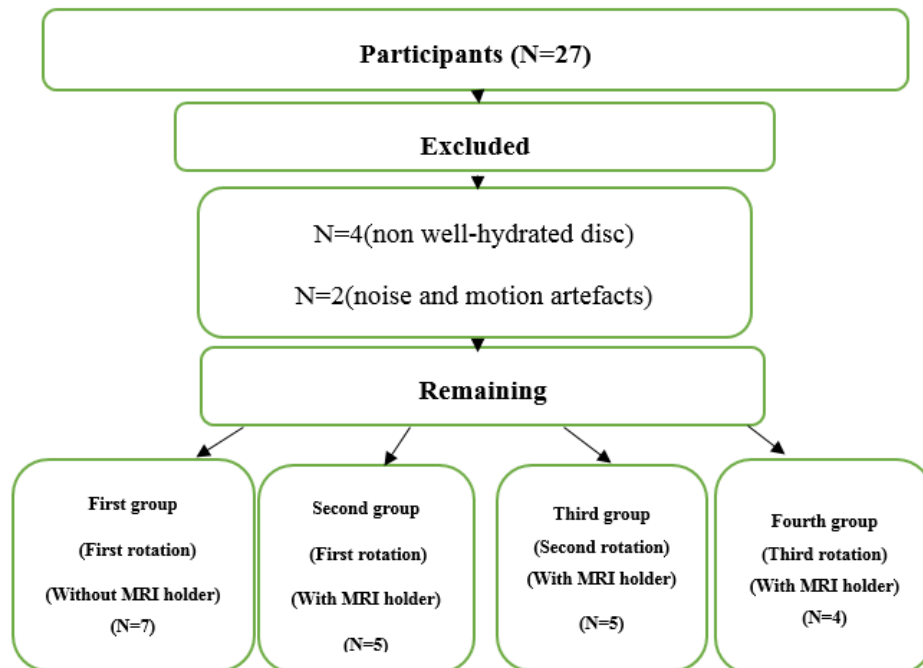 Participants (N=27)
Excluded
N=4(non well-hydrated disc)
N=2(noise and motion artefacts)
Remaining
First group
(First rotation)
(Without MRI holder)
(N=7)
Second group
(First rotation)
(With MRI holder)
(N=5)
Third group
(Second rotation)
(With MRI holder)
(N=5)
Fourth group
(Third rotation)
(With MRI holder)
(N=4)